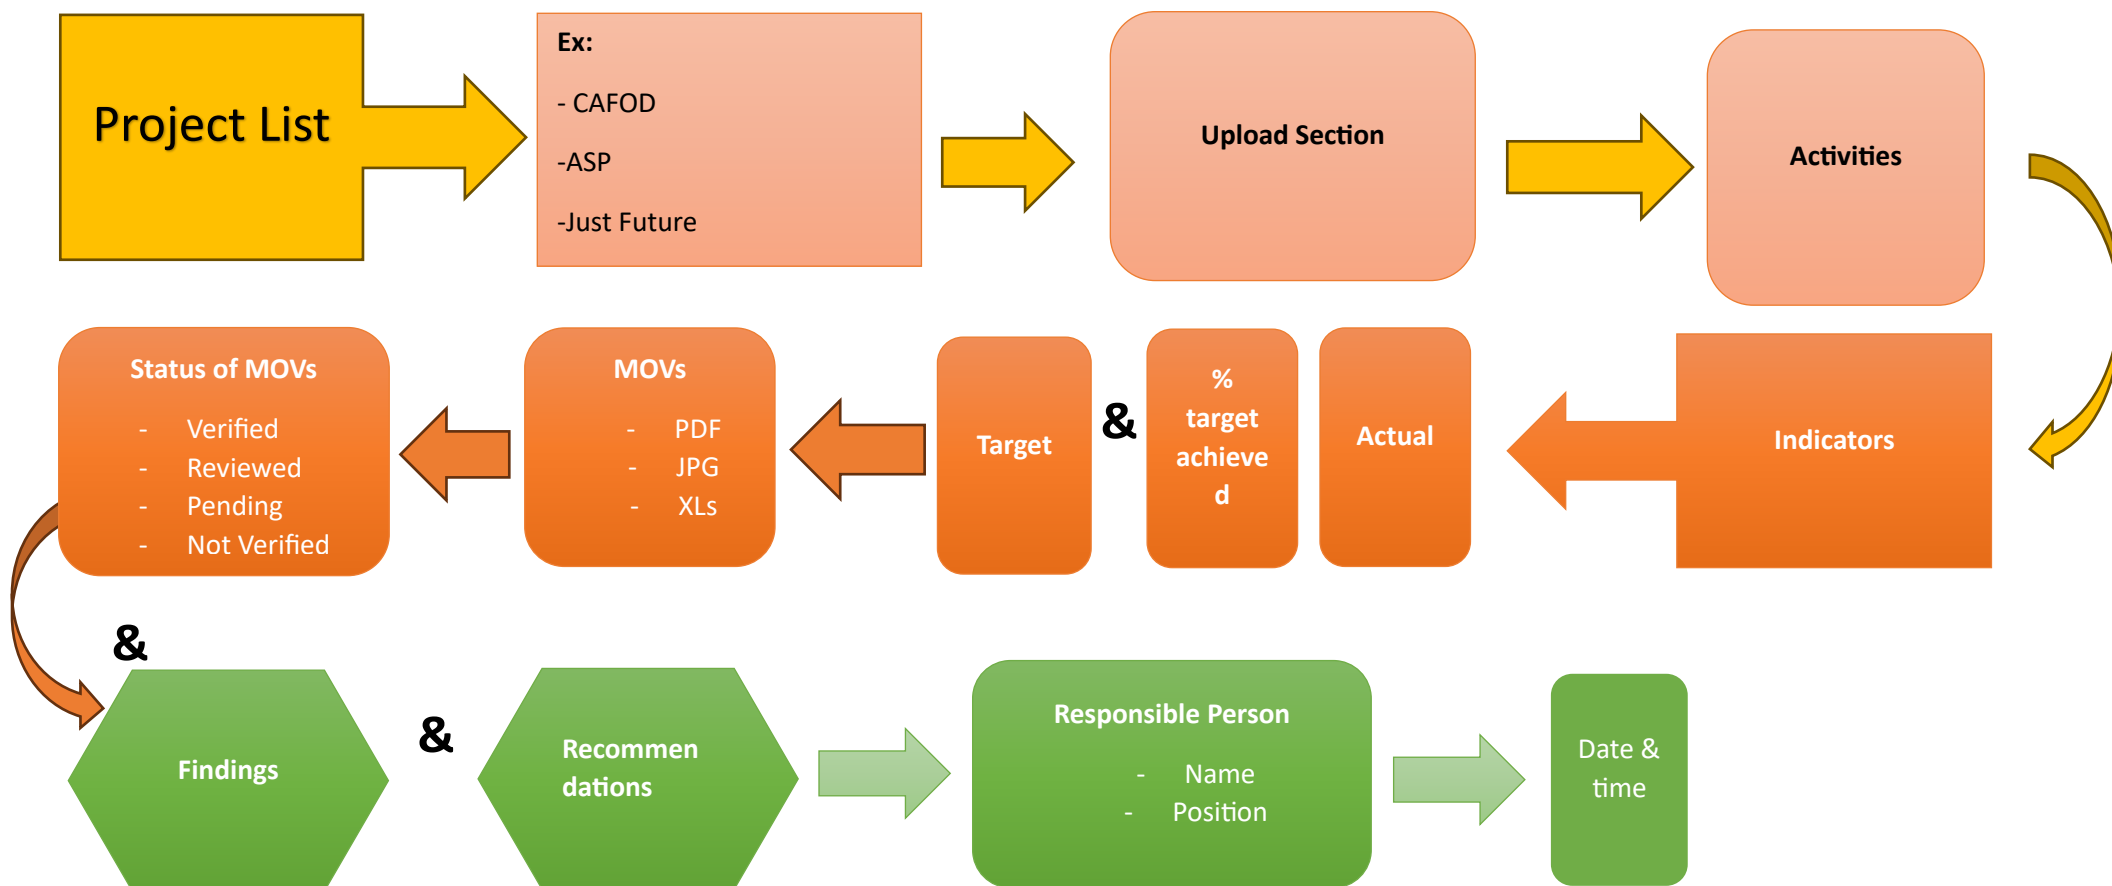 Project List
Ex:
- CAFOD
-ASP
-Just Future
Upload Section
Activities
Indicators
Actual
%
target
achieve
d
&
Target
MOVs
- PDF
- JPG
- XLs
Status of MOVs
- Verified
- Reviewed
- Pending
- Not Verified
&
Findings
&
Recommen
dations
Responsible Person
- Name
- Position
Date &
time